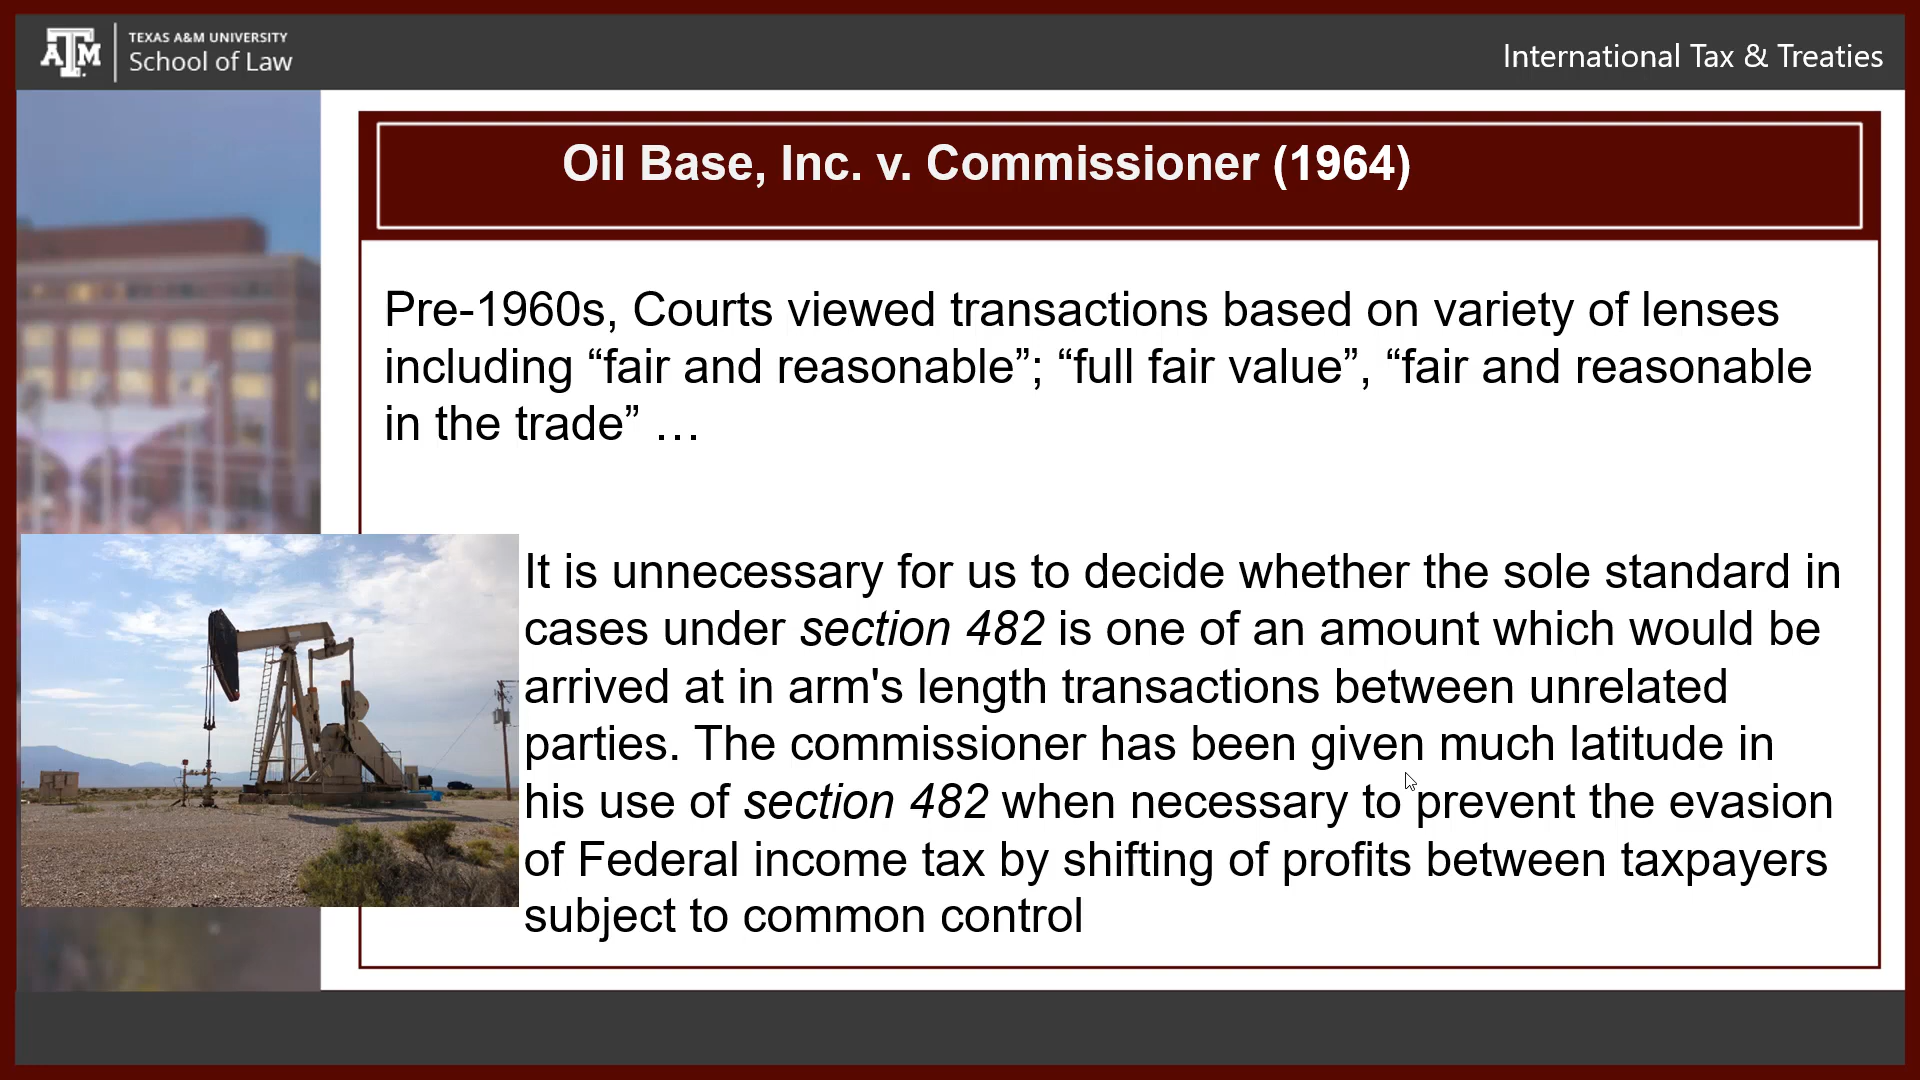 TEXAS A&M UNIVERSITY
School of Law
International Tax & Treaties
Oil Base, Inc. v. Commissioner (1964)
Pre-1960s, Courts viewed transactions based on variety of lenses
including “fair and reasonable”; “full fair value”, “fair and reasonable
in the trade” …
It is unnecessary for us to decide whether the sole standard in
cases under section 482 is one of an amount which would be
arrived at in arm's length transactions between unrelated
parties. The commissioner has been given much latitude in
his use of section 482 when necessary to prevent the evasion
of Federal income tax by shifting of profits between taxpayers
subject to common control